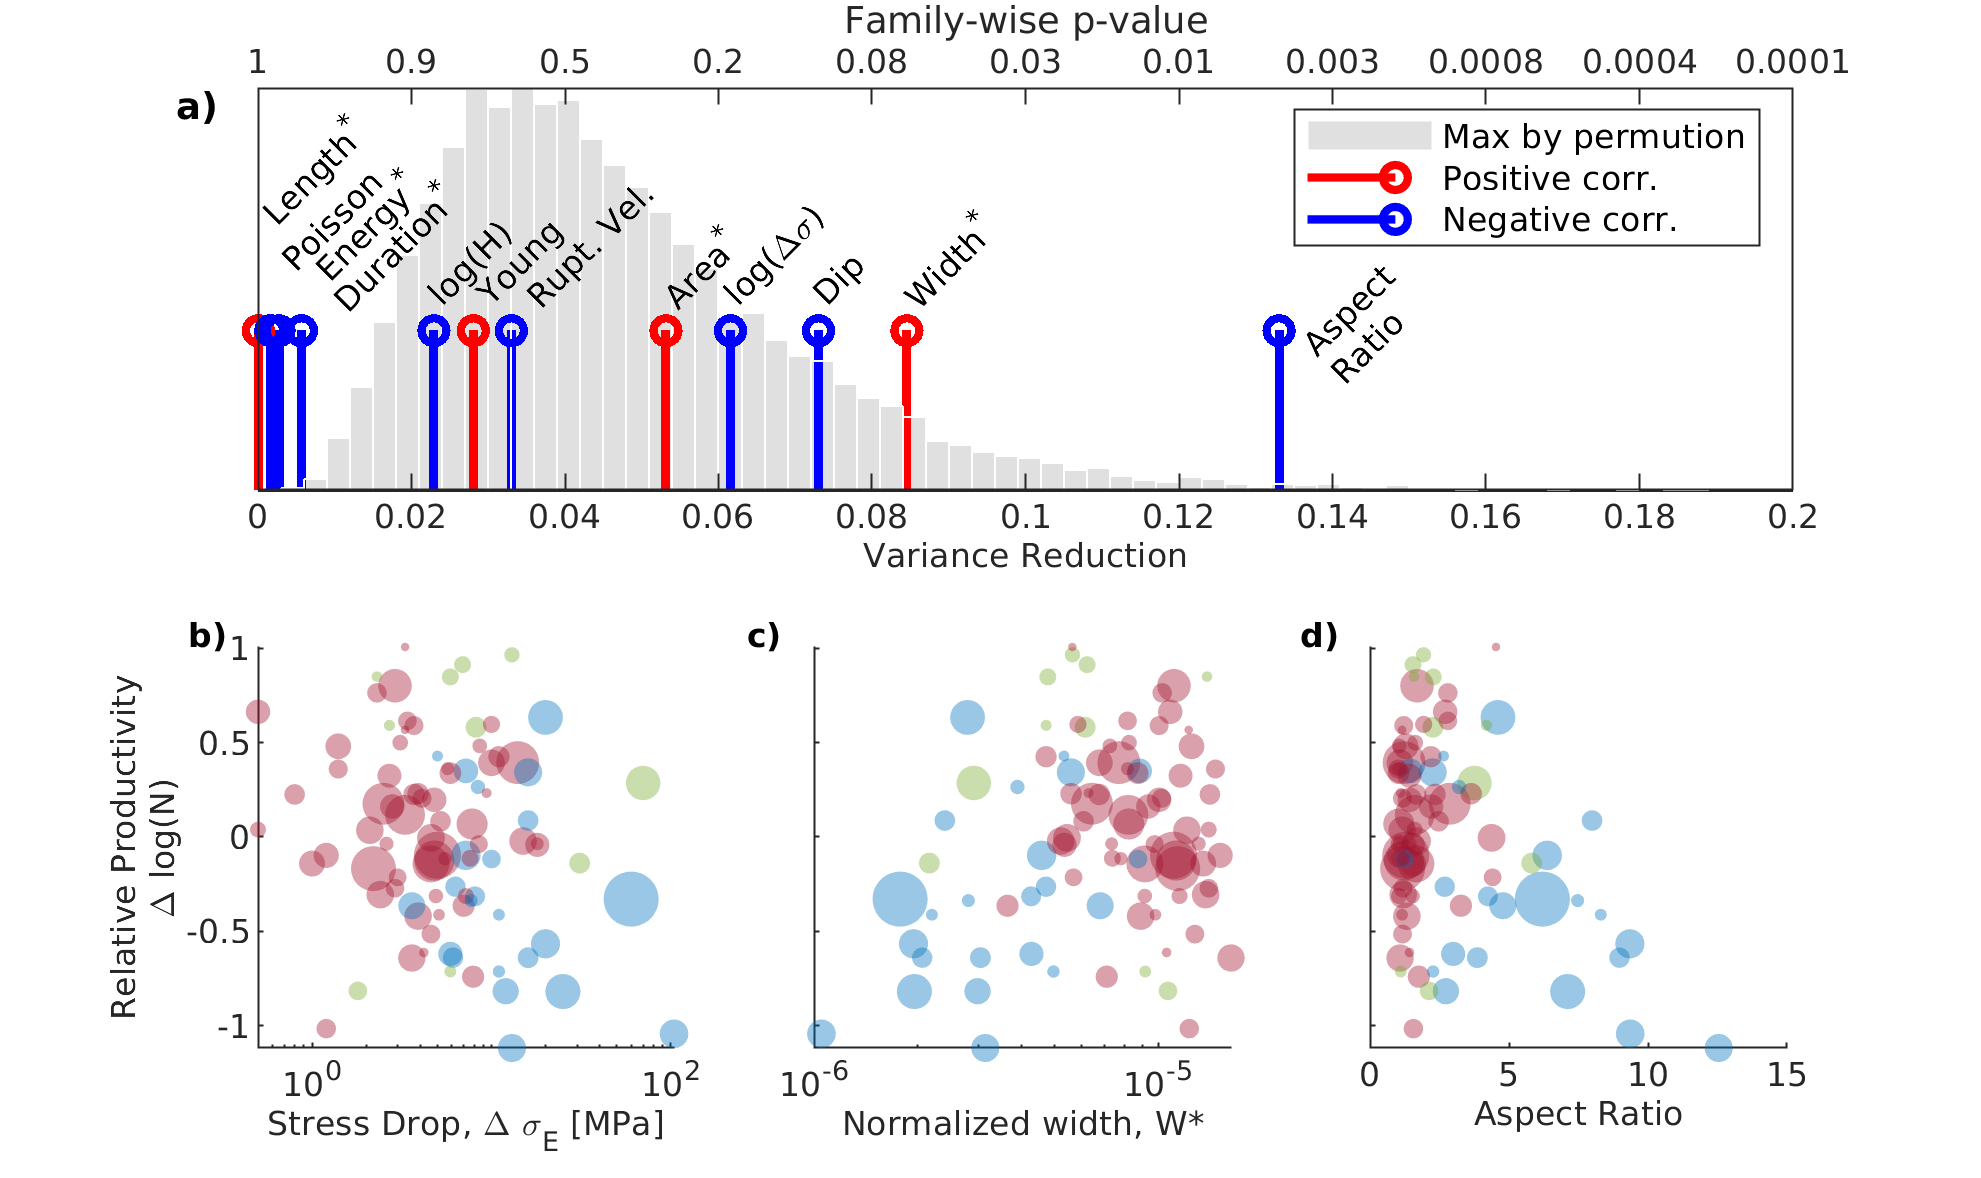 Family-wise p-value
1 0.9 0.5 0.2 0.08 0.03 0.01 0.003 0.0008 0.0004 0.0001
a)
Length*
Poisson
Energy*
Duration*
log(H)
Young
Rupt. Vel.
Area*
log(Δσ)
Dip
Width*
Aspect
Ratio
Max by permution
Positive corr.
Negative corr.
0 0.02 0.04 0.06 0.08 0.1 0.12 0.14 0.16 0.18 0.2
Variance Reduction
b)
c)
d)
Relative Productivity
Δ log(N)
1
0.5
0
-0.5
-1
10^0 10^2
Stress Drop, Δ σ_E [MPa]
10^-6 10^-5
Normalized width, W*
0 5 10 15
Aspect Ratio